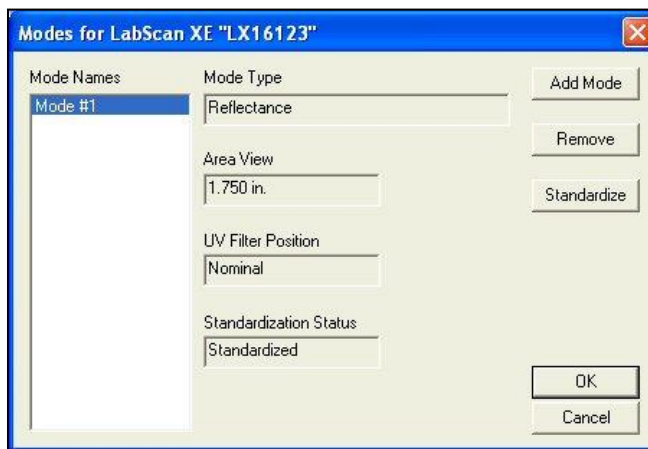 Modes for LabScan XE "LX16123"
Mode Names
Mode #1
Mode Type
Reflectance
Area View
1.750 in.
UV Filter Position
Nominal
Standardization Status
Standardized
Add Mode
Remove
Standardize
OK
Cancel